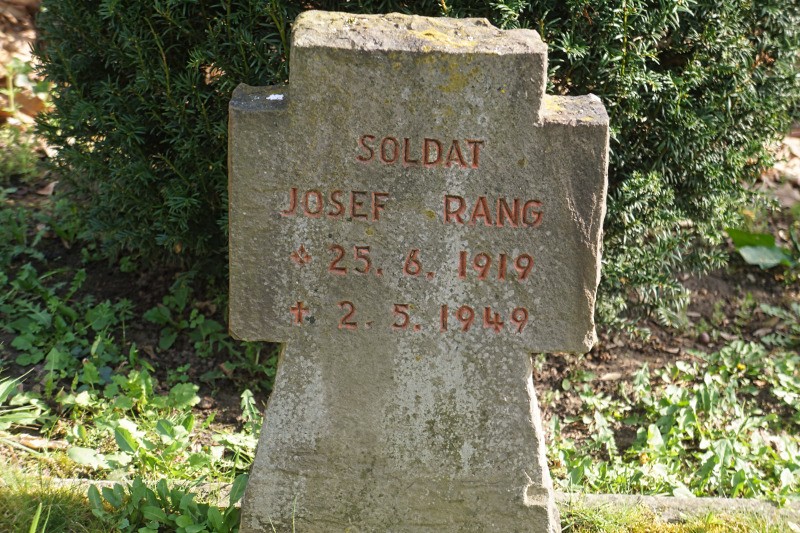 SOLDAT
JOSEF RANG
* 25. 6. 1919
† 2. 5. 1949